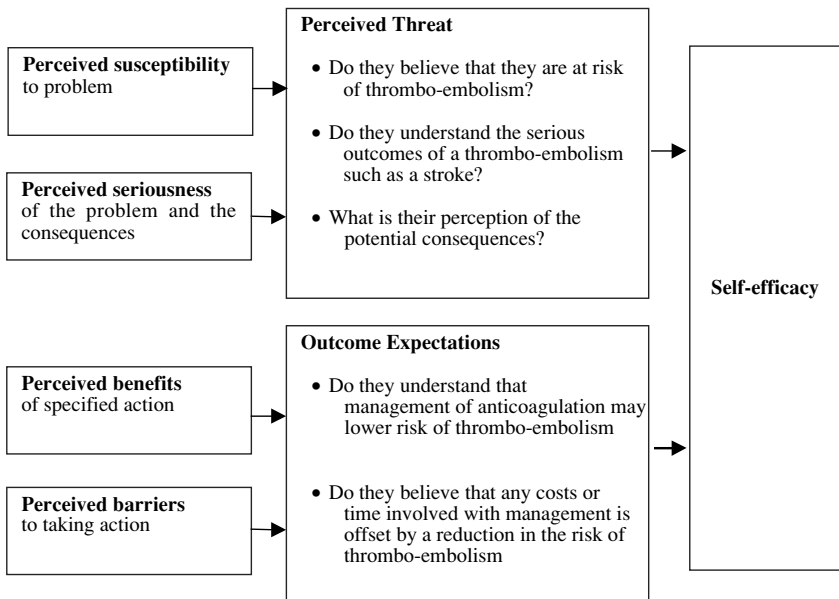 Perceived susceptibility
to problem
Perceived seriousness
of the problem and the
consequences
Perceived Threat
• Do they believe that they are at risk
of thrombo-embolism?
• Do they understand the serious
outcomes of a thrombo-embolism
such as a stroke?
• What is their perception of the
potential consequences?
Perceived benefits
of specified action
Perceived barriers
to taking action
Outcome Expectations
• Do they understand that
management of anticoagulation may
lower risk of thrombo-embolism
• Do they believe that any costs or
time involved with management is
offset by a reduction in the risk of
thrombo-embolism
Self-efficacy